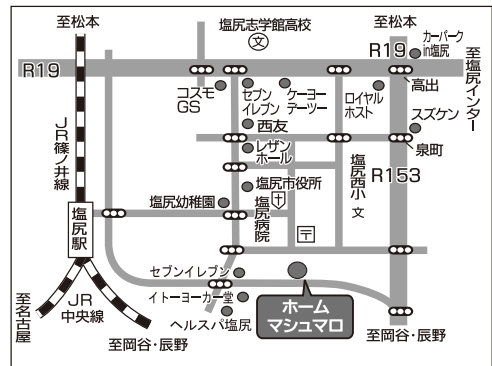 至松本
塩尻志学館高校
文
至松本
カーパーク
in塩尻
R19
R19
至塩尻インター
コスモ
GS
セブン
イレブン
ケーヨー
デーツー
ロイヤル
ホスト
高出
スズケン
西友
JR篠ノ井線
レザン
ホール
泉町
塩尻西小
文
R153
塩尻市役所
塩尻幼稚園
塩尻病院
塩尻駅
〒
セブンイレブン
イトーヨーカー堂
ホーム
マシュマロ
JR
中央線
至名古屋
ヘルスパ塩尻
至岡谷・辰野
至岡谷・辰野